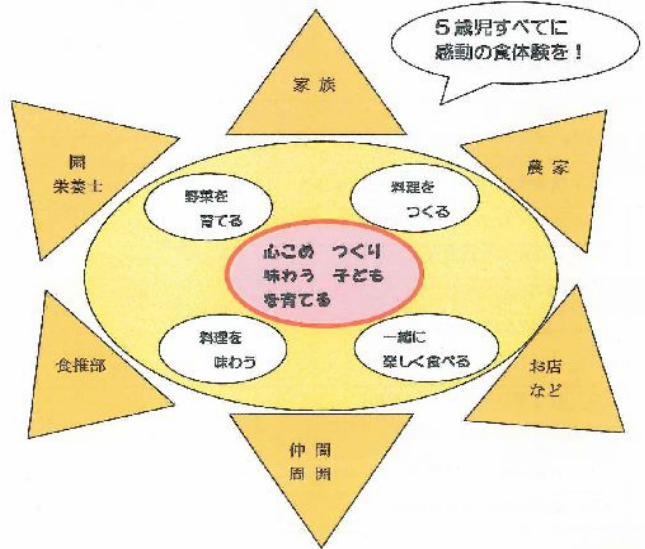 5歳児すべてに
感動の食体験を！
家族
園
栄養士
農家
野菜を
育てる
料理を
つくる
心こめ つくり
味わう 子ども
を育てる
料理を
味わう
一緒に
楽しく食べる
食推部
お店
など
仲間
周囲